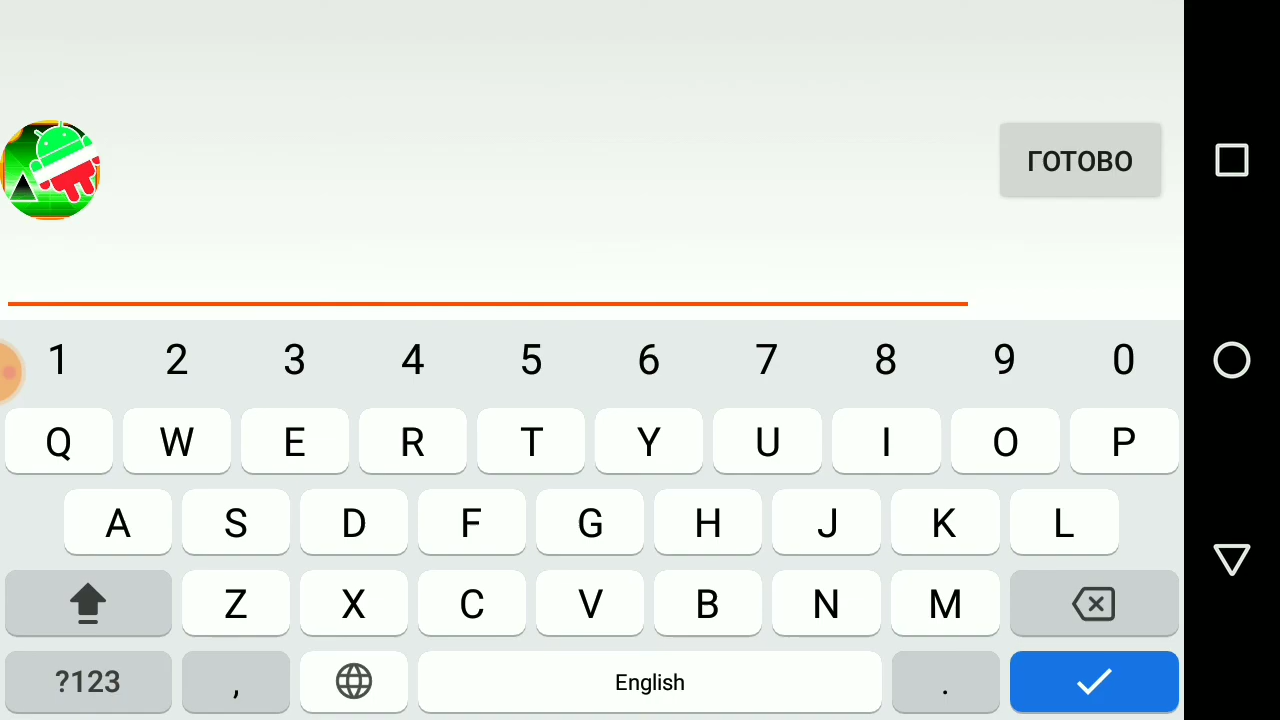 ГОТОВО
1 2 3 4 5 6 7 8 9 0
Q W E R T Y U I O P
A S D F G H J K L
Z X C V B N M
?123 , English .